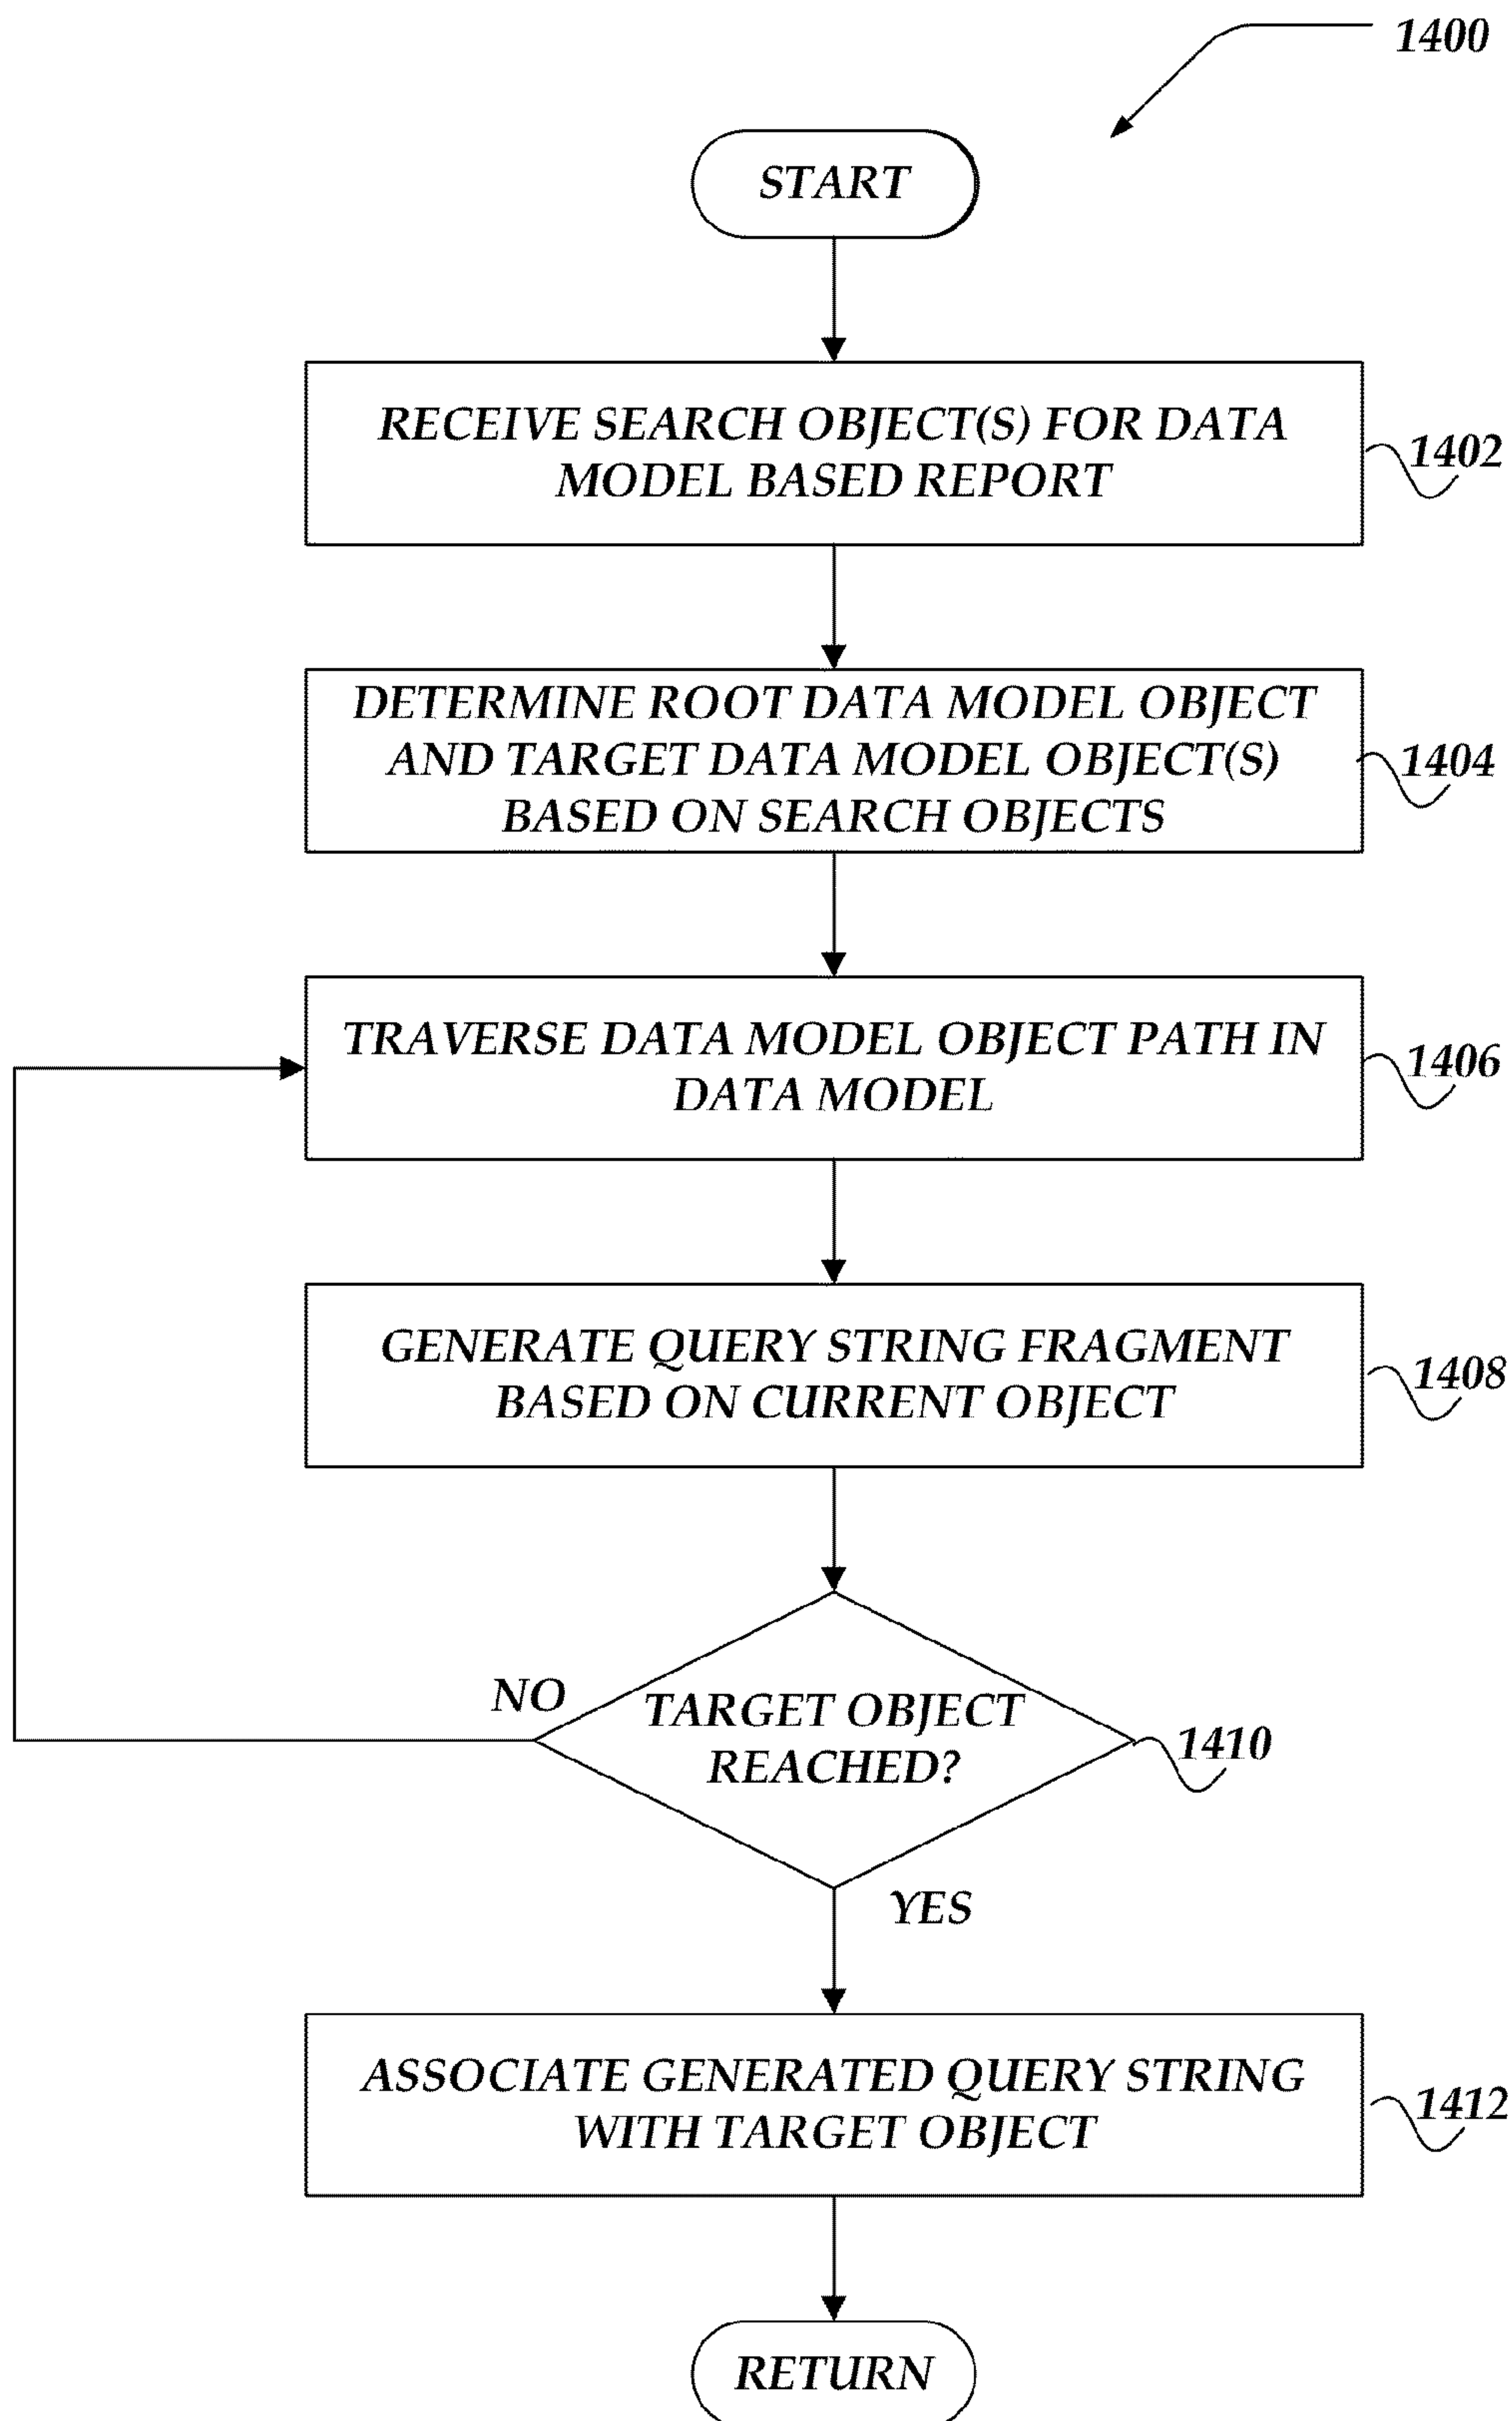 1400
START
RECEIVE SEARCH OBJECT(S) FOR DATA
MODEL BASED REPORT
1402
DETERMINE ROOT DATA MODEL OBJECT
AND TARGET DATA MODEL OBJECT(S)
BASED ON SEARCH OBJECTS
1404
TRAVERSE DATA MODEL OBJECT PATH IN
DATA MODEL
1406
GENERATE QUERY STRING FRAGMENT
BASED ON CURRENT OBJECT
1408
NO
TARGET OBJECT
REACHED?
1410
YES
ASSOCIATE GENERATED QUERY STRING
WITH TARGET OBJECT
1412
RETURN